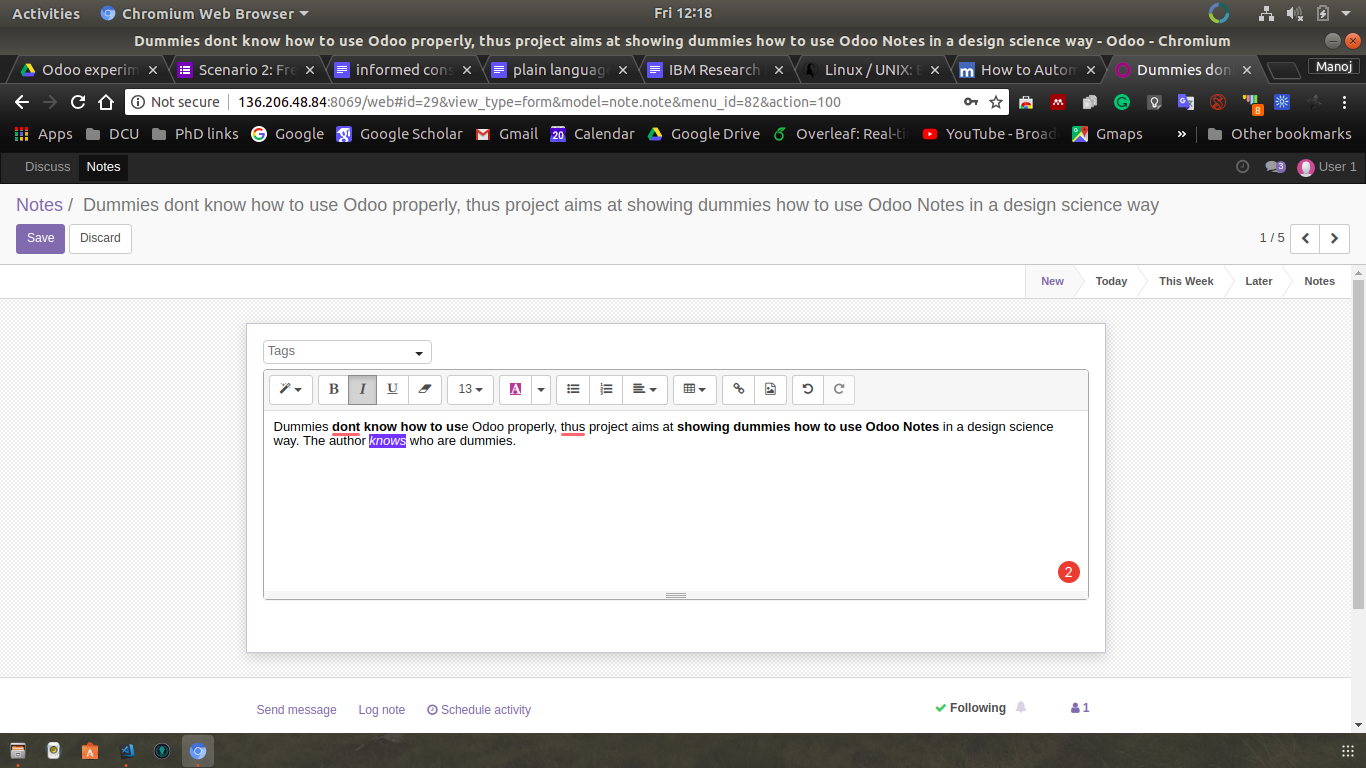 Activities Chromium Web Browser Fri 12:18
Dummies dont know how to use Odoo properly, thus project aims at showing dummes how to use Odoo Notes in a design science way - Odoo - Chromium
Odoo experim Scenario 2: Fre informed cons plain language IBM Research Linux / UNIX: E How to Autom Dummies don Manoj
Not secure 136.206.48.84:8069/web#id=29&view_type=form&model=note.note&menu_id=82&action=100 8
Apps DCU PhD links Google Google Scholar Gmail 20 Calendar Google Drive Overleaf: Real-ti YouTube - Broad Gmaps » Other bookmarks
Discuss Notes 3 User 1
Notes / Dummies dont know how to use Odoo properly, thus project aims at showing dummies how to use Odoo Notes in a design science way
Save Discard 1 / 5
New Today This Week Later Notes
Tags
B I U 13 A
Dummies dont know how to use Odoo properly, thus project aims at showing dummies how to use Odoo Notes in a design science
way. The author knows who are dummies.
2
Send message Log note Schedule activity Following 1